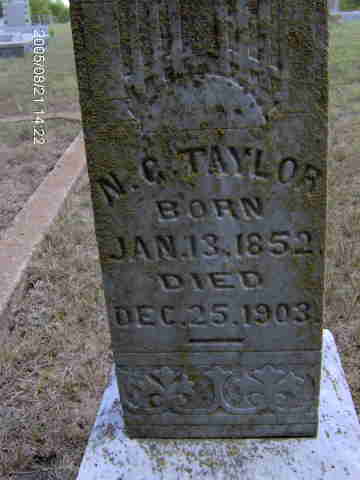 2005/08/21 14:22
N. G. TAYLOR
BORN
JAN. 13. 1852.
DIED
DEC. 25. 1903.